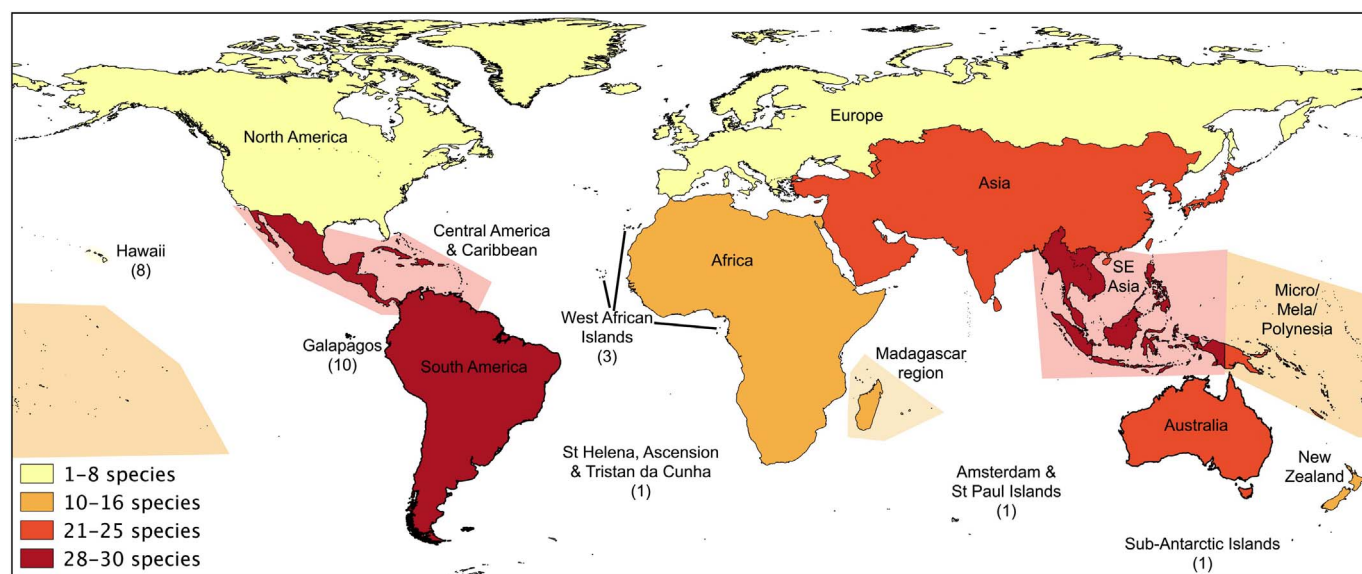 North America
Europe
Asia
Central America
& Caribbean
Hawaii
(8)
Africa
SE
Asia
Micro/
Mela/
Polynesia
West African
Islands
(3)
Galapagos
(10)
South America
Madagascar
region
Australia
St Helena, Ascension
& Tristan da Cunha
(1)
Amsterdam &
St Paul Islands
(1)
New
Zealand
Sub-Antarctic Islands
(1)
1–8 species
10–16 species
21–25 species
28–30 species